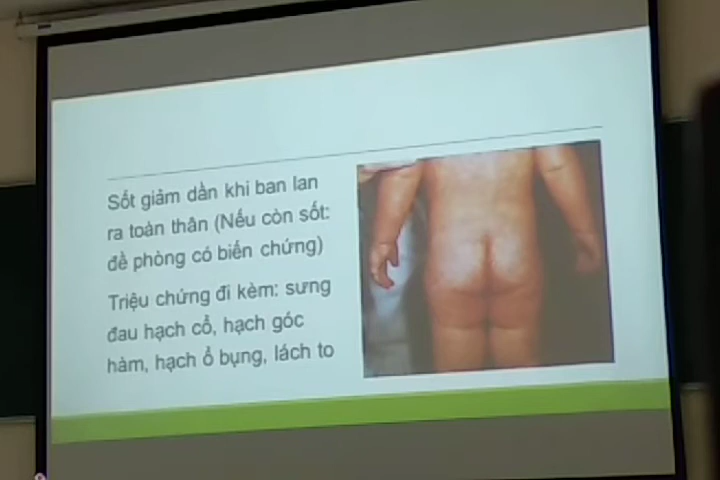 Sốt giảm dần khi ban lan
ra toàn thân (Nếu còn sốt:
đề phòng có biến chứng)
Triệu chứng đi kèm: sưng
đau hạch cổ, hạch góc
hàm, hạch ổ bụng, lách to